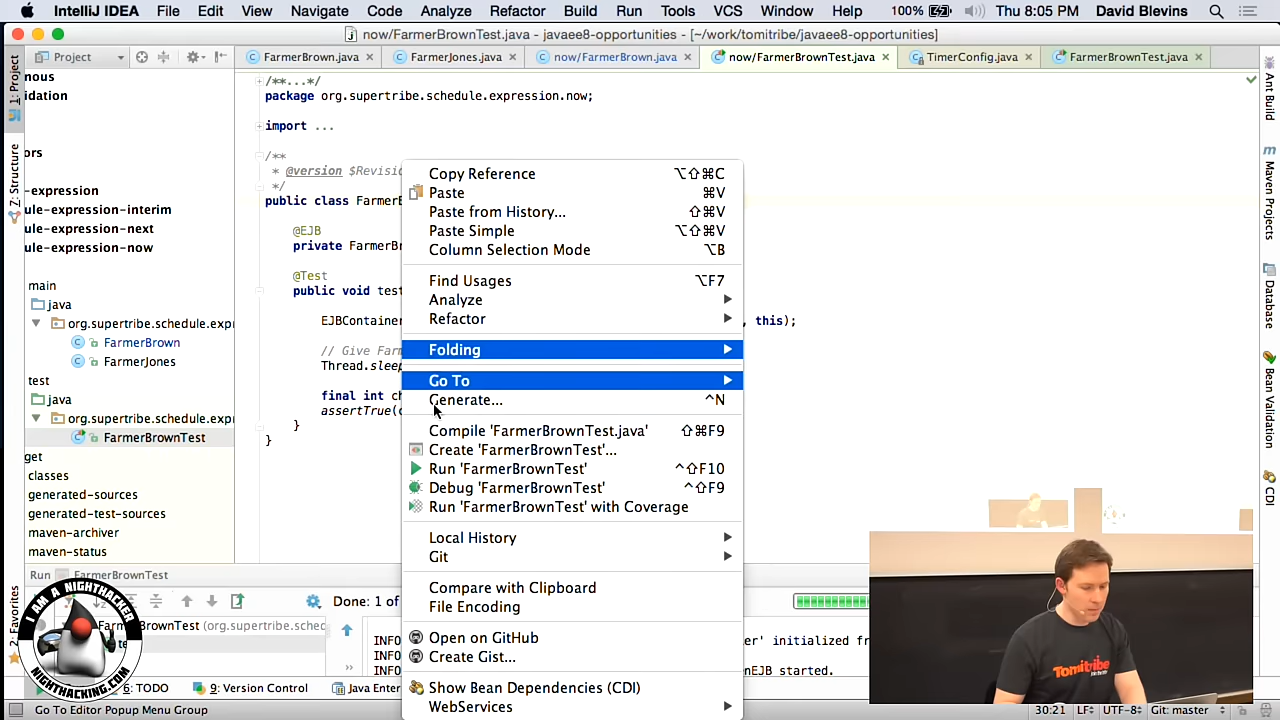 IntelliJ IDEA File Edit View Navigate Code Analyze Refactor Build Run Tools VCS Window Help 100% Thu 8:05 PM David Blevins
now/FarmerBrownTest.java - javaee8-opportunities - [~/work/tomitribe/javaee8-opportunities]
Project
FarmerBrown.java
FarmerJones.java
now/FarmerBrown.java
now/FarmerBrownTest.java
TimerConfig.java
FarmerBrownTest.java
1: Project
Z: Structure
2: Favorites
nous
idation
ors
-expression
ule-expression-interim
ule-expression-next
ule-expression-now
main
java
org.supertribe.schedule.expr
FarmerBrown
FarmerJones
test
java
org.supertribe.schedule.expr
FarmerBrownTest
get
classes
generated-sources
generated-test-sources
maven-archiver
maven-status
/**...*/
package org.supertribe.schedule.expression.now;
import ...
/**
* @version $Revisio
*/
public class FarmerB
@EJB
private FarmerBr
@Test
public void test
EJBContainer , this);
// Give Farm
Thread.sleep
final int ch
assertTrue(c
}
}
Copy Reference ⌥⇧⌘C
Paste ⌘V
Paste from History... ⇧⌘V
Paste Simple ⌥⇧⌘V
Column Selection Mode ⌥B
Find Usages ⌥F7
Analyze
Refactor
Folding
Go To
Generate... ^N
Compile 'FarmerBrownTest.java' ⇧⌘F9
Create 'FarmerBrownTest'...
Run 'FarmerBrownTest' ^⇧F10
Debug 'FarmerBrownTest' ^⇧F9
Run 'FarmerBrownTest' with Coverage
Local History
Git
Compare with Clipboard
File Encoding
Open on GitHub
Create Gist...
Show Bean Dependencies (CDI)
WebServices
Ant Build
Maven Projects
Database
Bean Validation
CDI
Run FarmerBrownTest
Done: 1 of
FarmerBrownTest (org.supertribe.sched
INFO er' initialized fr
INFO
INFO onEJB started.
6: TODO 9: Version Control Java Enter
Go To Editor Popup Menu Group 30:21 LF÷ UTF-8÷ Git: master
I AM A NIGHTHACKER
NIGHTHACKING.COM
Tomitribe